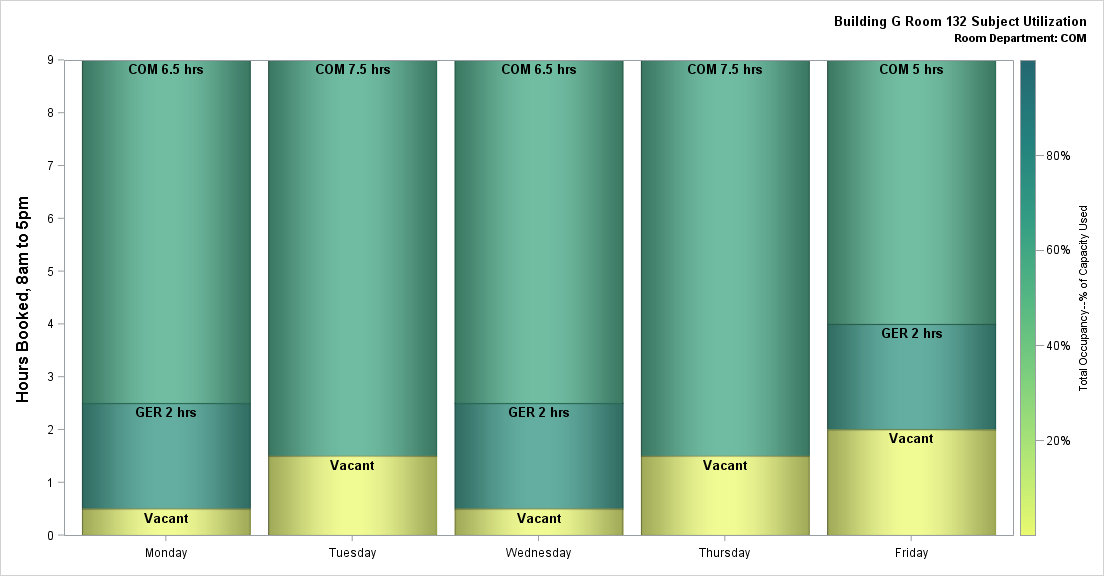 Building G Room 132 Subject Utilization
Room Department: COM
Hours Booked, 8am to 5pm
9
8
7
6
5
4
3
2
1
0
COM 6.5 hrs
GER 2 hrs
Vacant
COM 7.5 hrs
Vacant
COM 6.5 hrs
GER 2 hrs
Vacant
COM 7.5 hrs
Vacant
COM 5 hrs
GER 2 hrs
Vacant
Monday
Tuesday
Wednesday
Thursday
Friday
80%
60%
40%
20%
Total Occupancy--% of Capacity Used